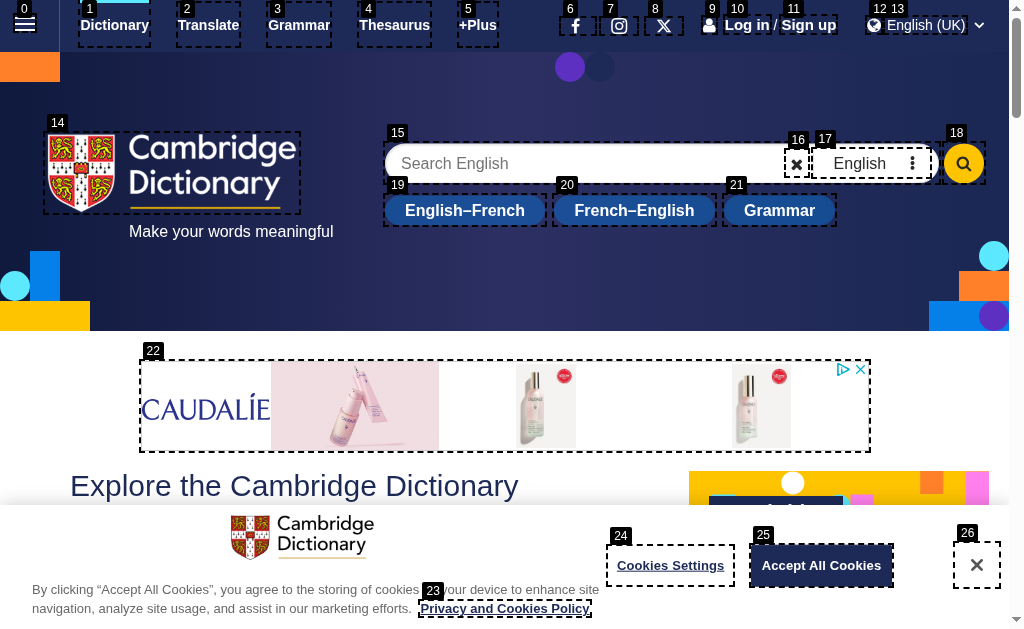 0 1 2 3 4 5 6 7 8 9 10 11 12 13
Dictionary Translate Grammar Thesaurus +Plus Log in / Sign up English (UK)
14 15 16 17 18
Cambridge
Dictionary
Make your words meaningful
Search English English
19 20 21
English–French French–English Grammar
22
CAUDALÍE
Explore the Cambridge Dictionary
Cambridge
Dictionary
24 25 26
Cookies Settings Accept All Cookies
By clicking “Accept All Cookies”, you agree to the storing of cookies 23 your device to enhance site
navigation, analyze site usage, and assist in our marketing efforts. Privacy and Cookies Policy